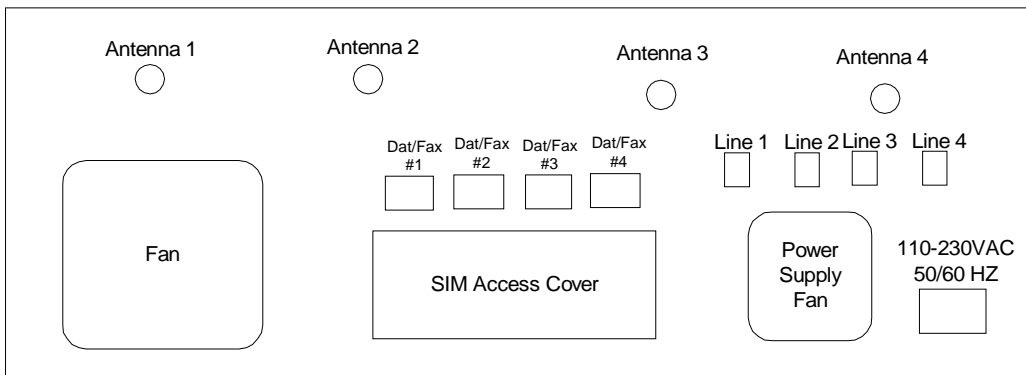 Antenna 1
Antenna 2
Antenna 3
Antenna 4
Dat/Fax
#1
Dat/Fax
#2
Dat/Fax
#3
Dat/Fax
#4
Line 1
Line 2
Line 3
Line 4
Fan
SIM Access Cover
Power
Supply
Fan
110-230VAC
50/60 HZ